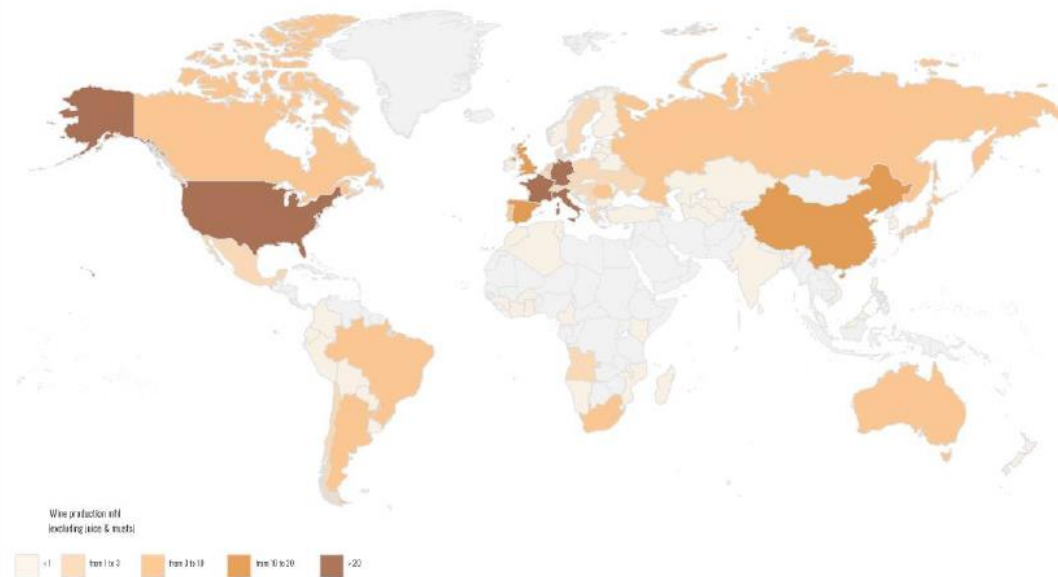 Wine production mhl
(excluding juice & musts)
<1
from 1 to 3
from 3 to 10
from 10 to 20
>20